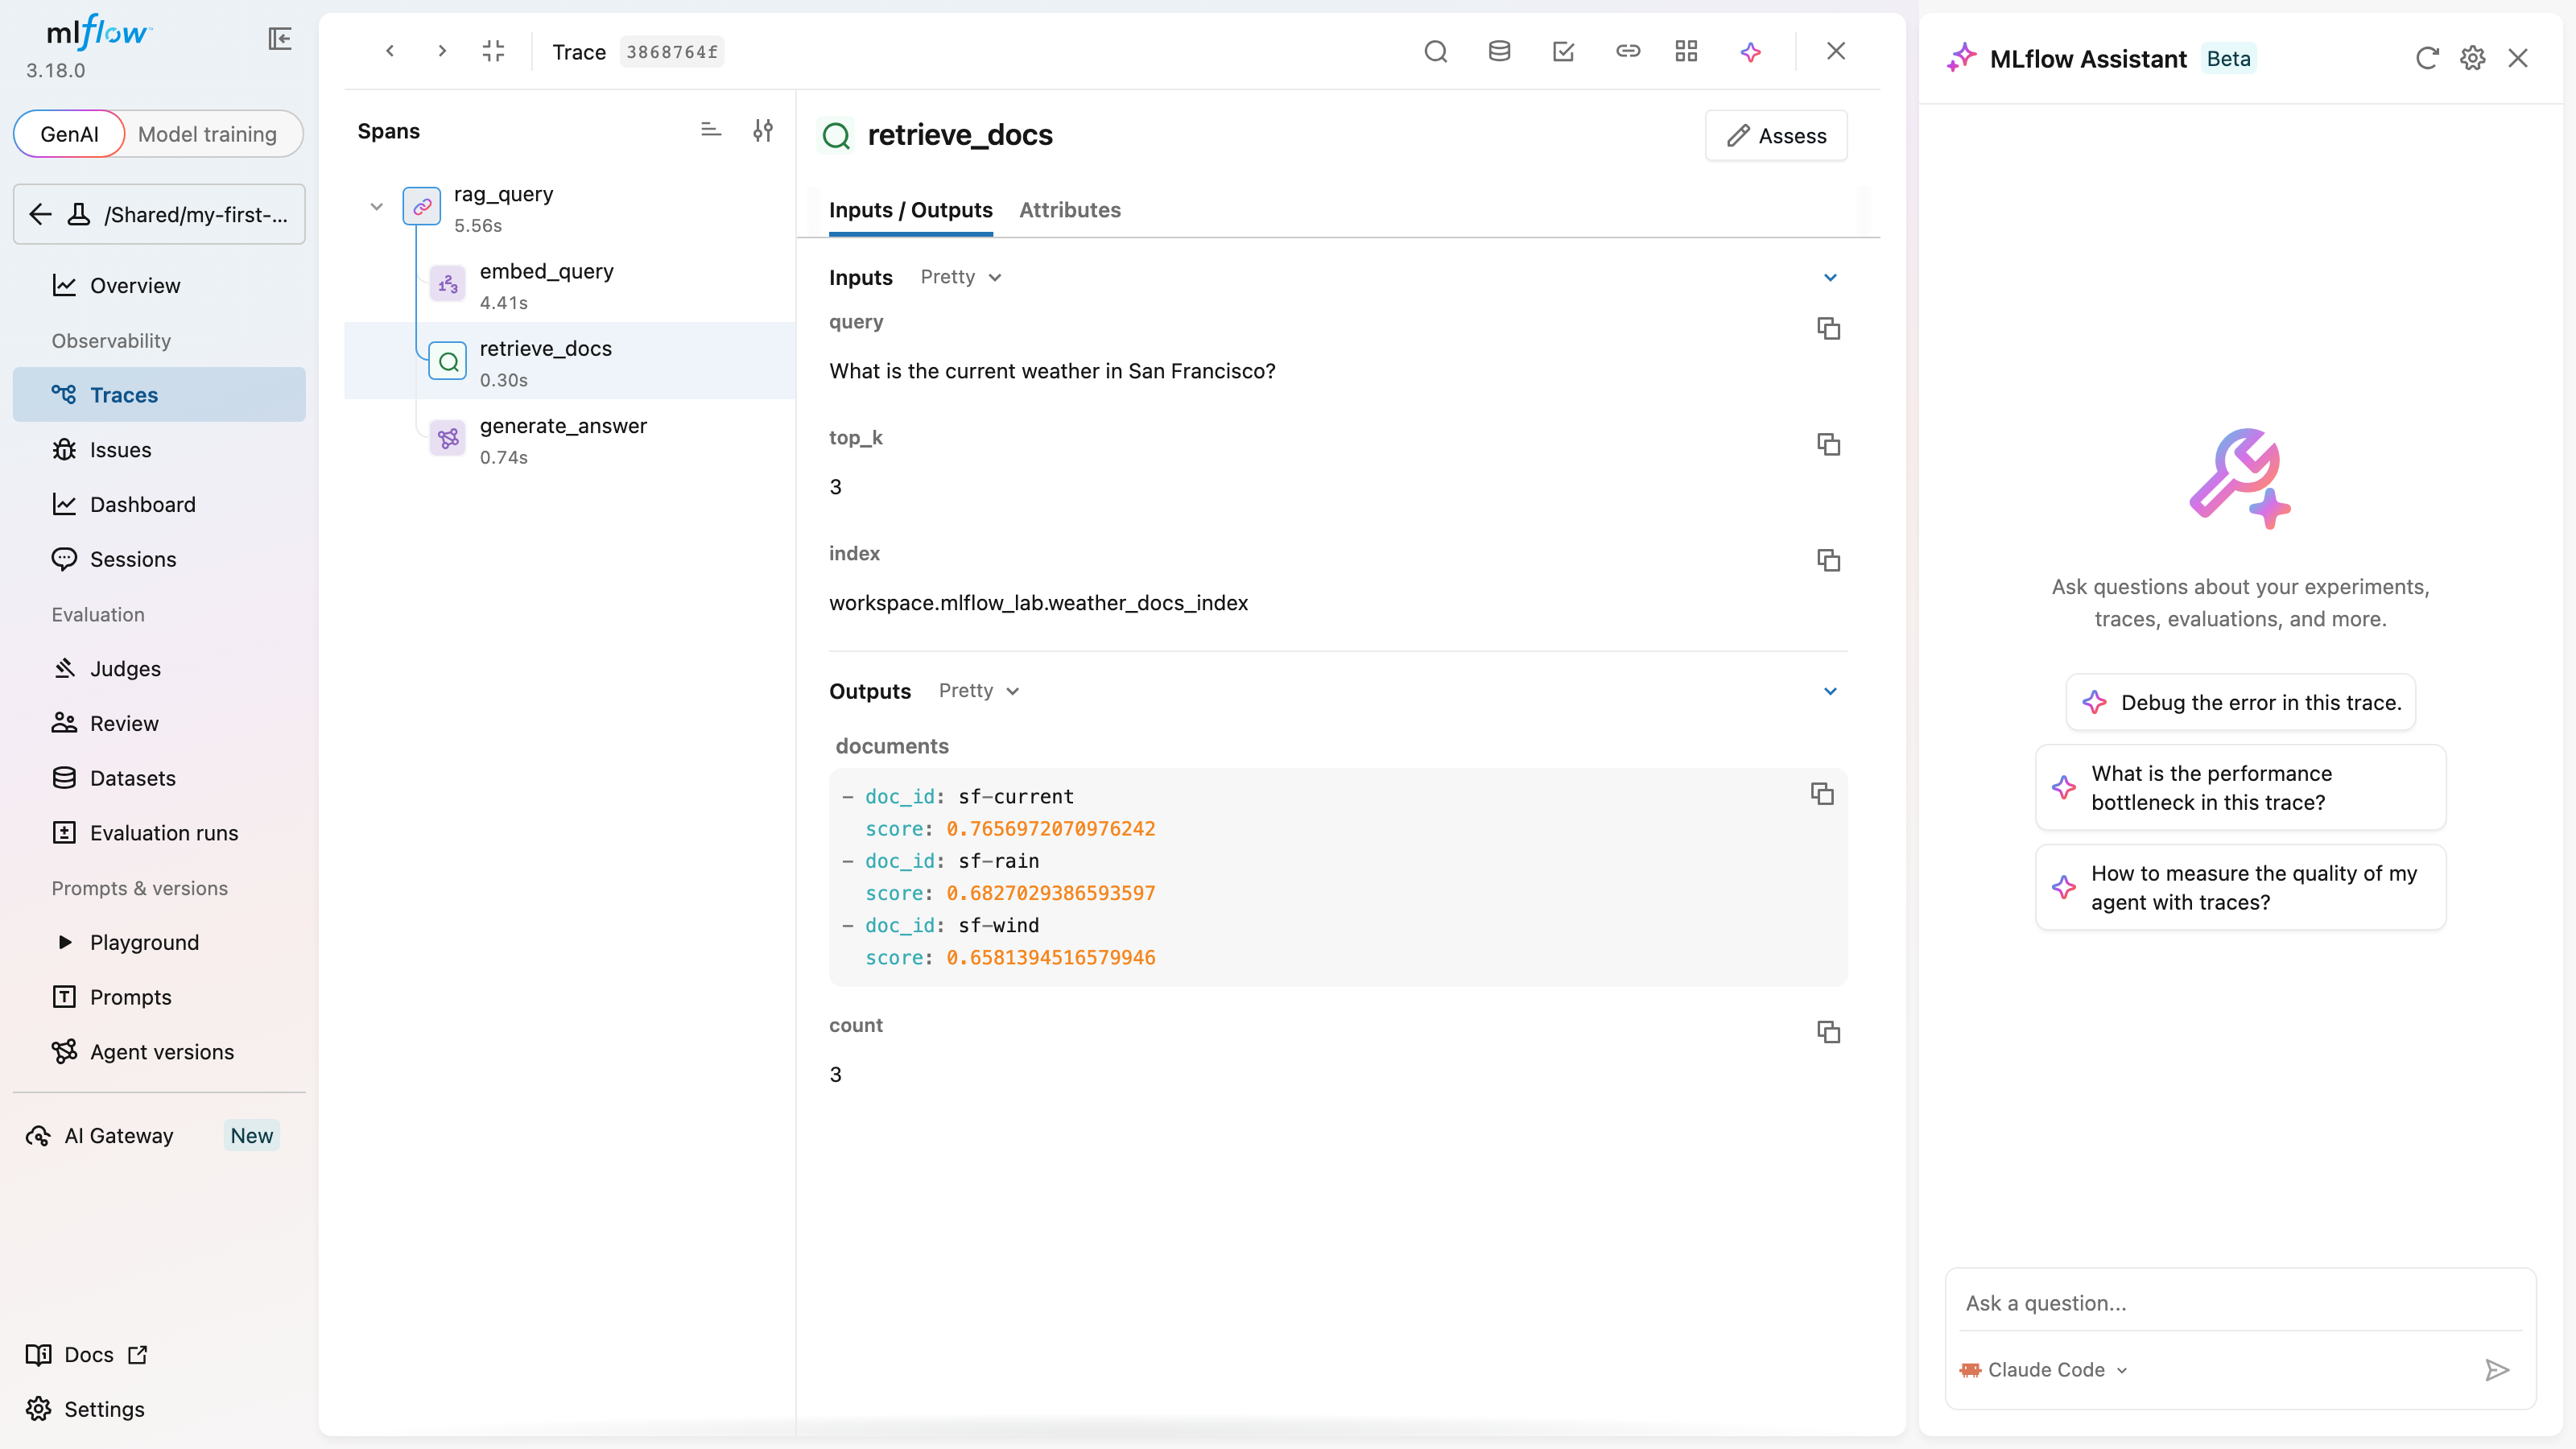 mlflow
3.18.0
GenAI
Model training
/Shared/my-first-...
Overview
Observability
Traces
Issues
Dashboard
Sessions
Evaluation
Judges
Review
Datasets
Evaluation runs
Prompts & versions
Playground
Prompts
Agent versions
AI Gateway New
Docs
Settings
Trace 3868764f
Spans
rag_query
5.56s
embed_query
4.41s
retrieve_docs
0.30s
generate_answer
0.74s
retrieve_docs
Assess
Inputs / Outputs Attributes
Inputs Pretty
query
What is the current weather in San Francisco?
top_k
3
index
workspace.mlflow_lab.weather_docs_index
Outputs Pretty
documents
- doc_id: sf-current
score: 0.7656972070976242
- doc_id: sf-rain
score: 0.6827029386593597
- doc_id: sf-wind
score: 0.6581394516579946
count
3
MLflow Assistant Beta
Ask questions about your experiments,
traces, evaluations, and more.
Debug the error in this trace.
What is the performance
bottleneck in this trace?
How to measure the quality of my
agent with traces?
Ask a question...
Claude Code